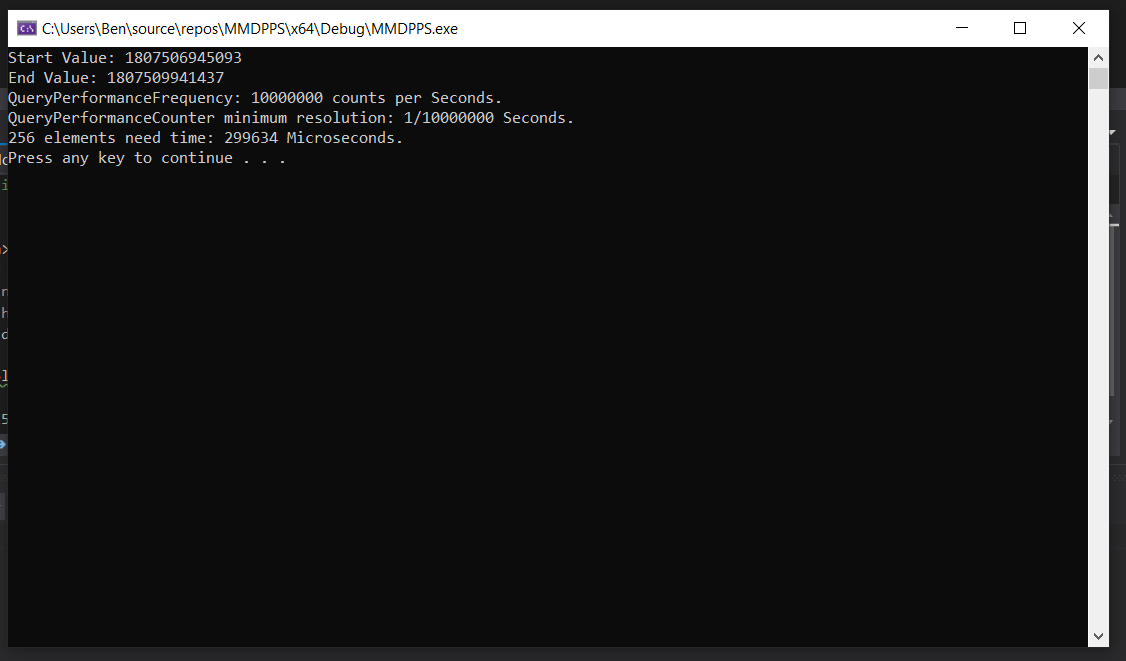 C:\Users\Ben\source\repos\MMDPPS\x64\Debug\MMDPPS.exe
Start Value: 1807506945093
End Value: 1807509941437
QueryPerformanceFrequency: 10000000 counts per Seconds.
QueryPerformanceCounter minimum resolution: 1/10000000 Seconds.
256 elements need time: 299634 Microseconds.
Press any key to continue . . .